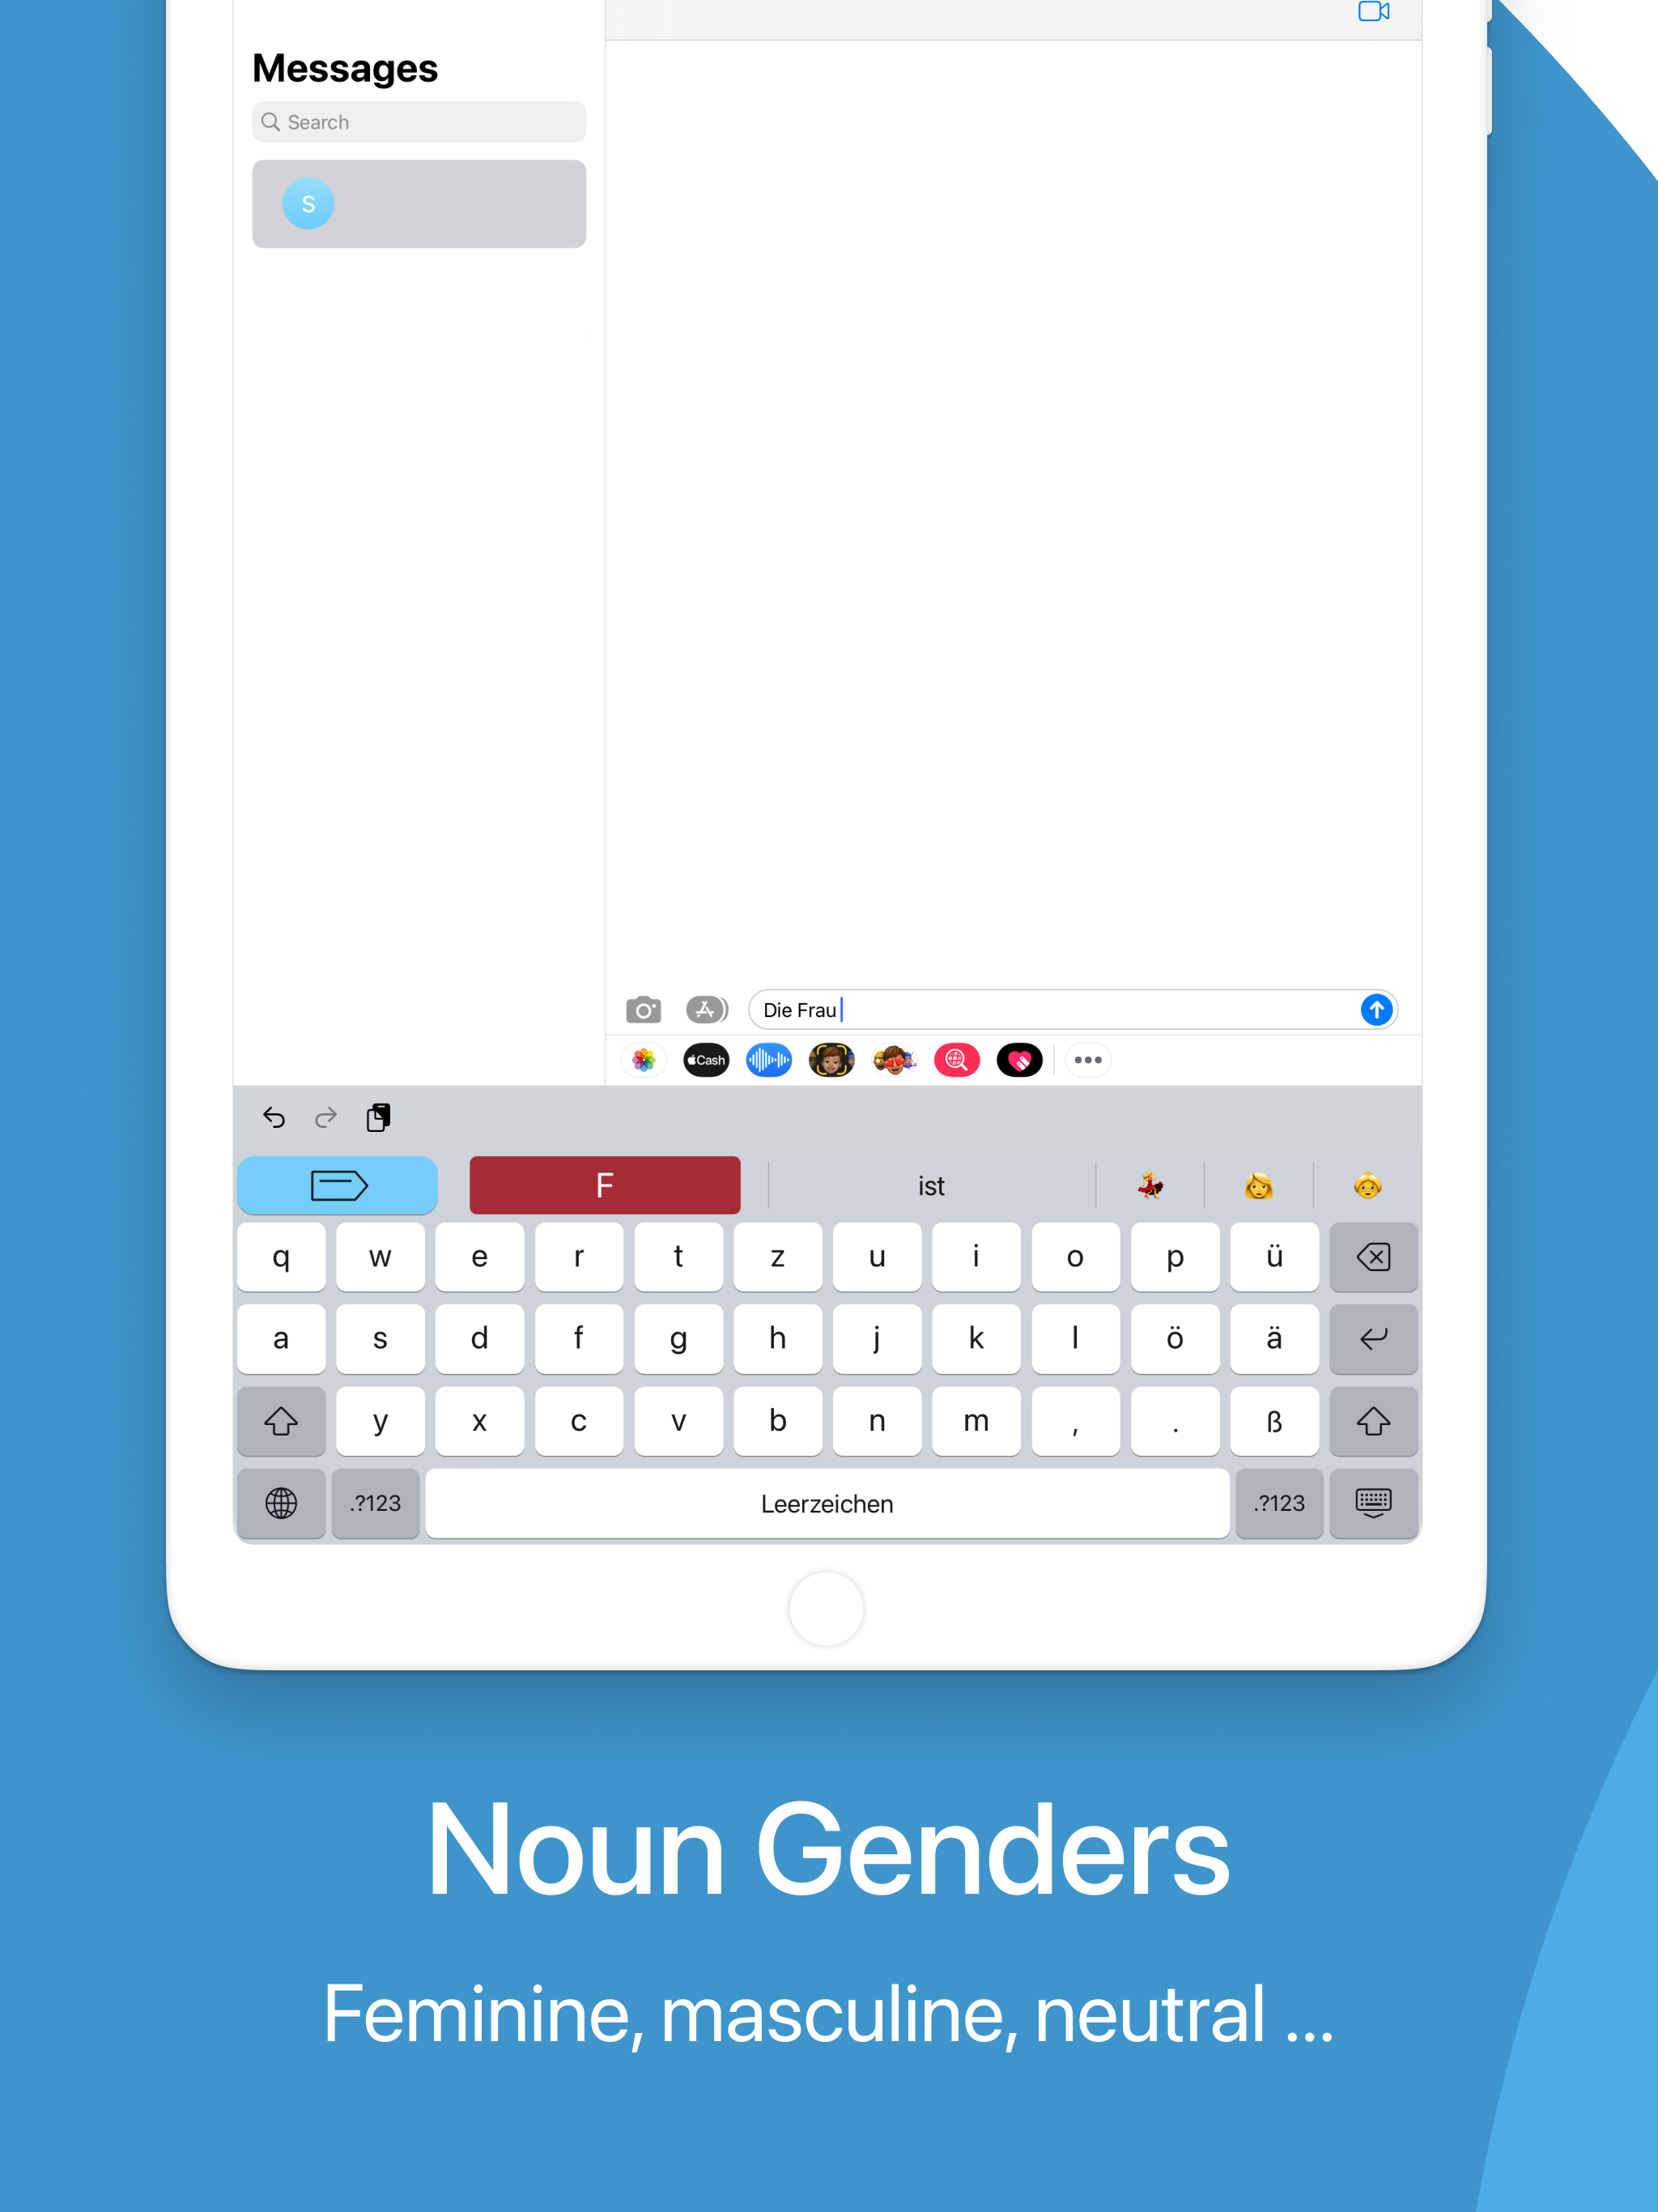 Messages
Search
S
Die Frau
Cash
F ist
q w e r t z u i o p ü
a s d f g h j k l ö ä
y x c v b n m , . ß
.?123 Leerzeichen .?123
Noun Genders
Feminine, masculine, neutral ...